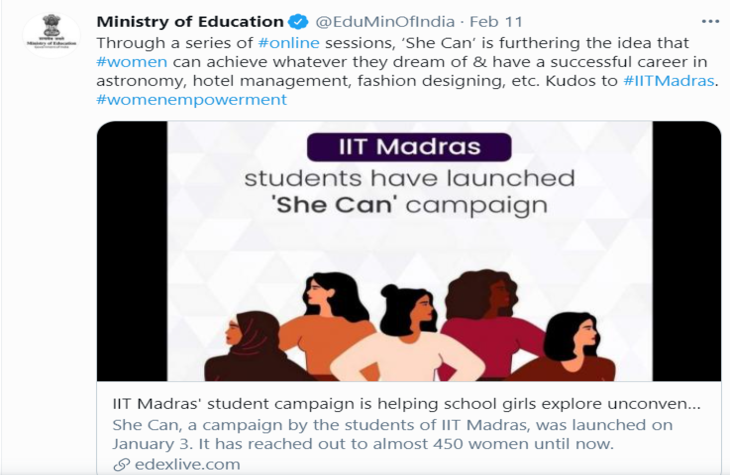 Ministry of Education @EduMinOfIndia · Feb 11
Through a series of #online sessions, ‘She Can’ is furthering the idea that
#women can achieve whatever they dream of & have a successful career in
astronomy, hotel management, fashion designing, etc. Kudos to #IITMadras.
#womenempowerment
IIT Madras
students have launched
'She Can' campaign
IIT Madras' student campaign is helping school girls explore unconven...
She Can, a campaign by the students of IIT Madras, was launched on
January 3. It has reached out to almost 450 women until now.
edexlive.com